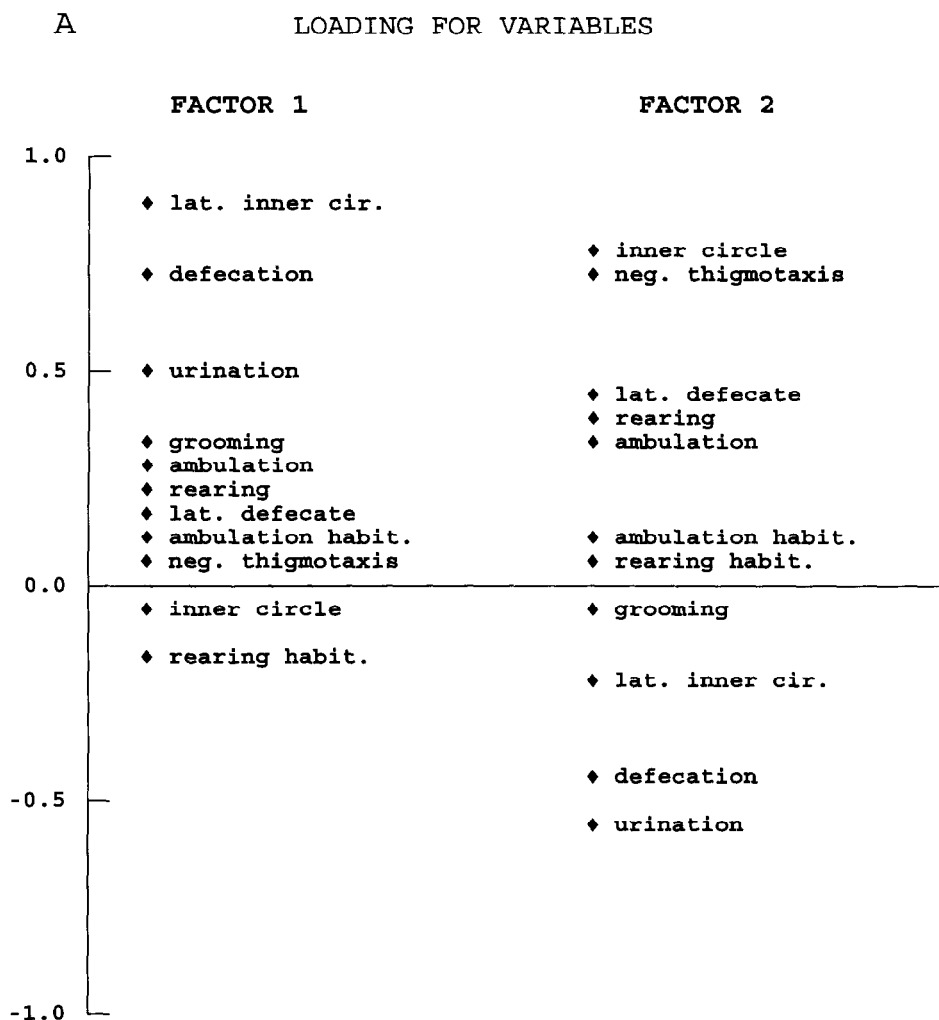 A LOADING FOR VARIABLES
FACTOR 1 FACTOR 2
1.0
♦ lat. inner cir.
♦ inner circle
♦ defecation ♦ neg. thigmotaxis
0.5 ♦ urination
♦ lat. defecate
♦ rearing
♦ grooming ♦ ambulation
♦ ambulation
♦ rearing
♦ lat. defecate
♦ ambulation habit. ♦ ambulation habit.
♦ neg. thigmotaxis ♦ rearing habit.
0.0
♦ inner circle ♦ grooming
♦ rearing habit.
♦ lat. inner cir.
♦ defecation
-0.5
♦ urination
-1.0